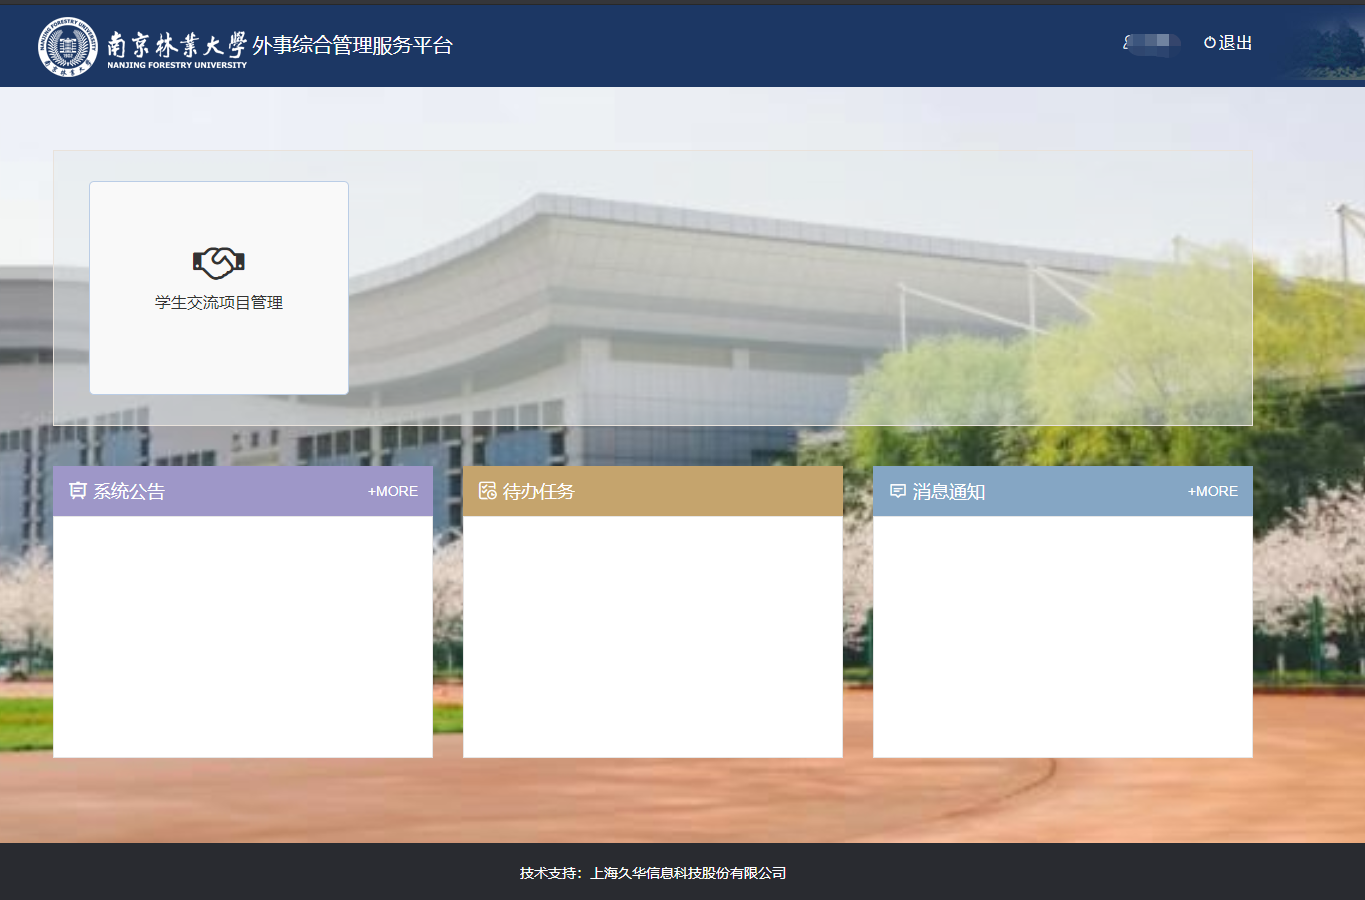 南京林業大學 外事综合管理服务平台
NANJING FORESTRY UNIVERSITY
退出
学生交流项目管理
系统公告 +MORE
待办任务
消息通知 +MORE
技术支持：上海久华信息科技股份有限公司